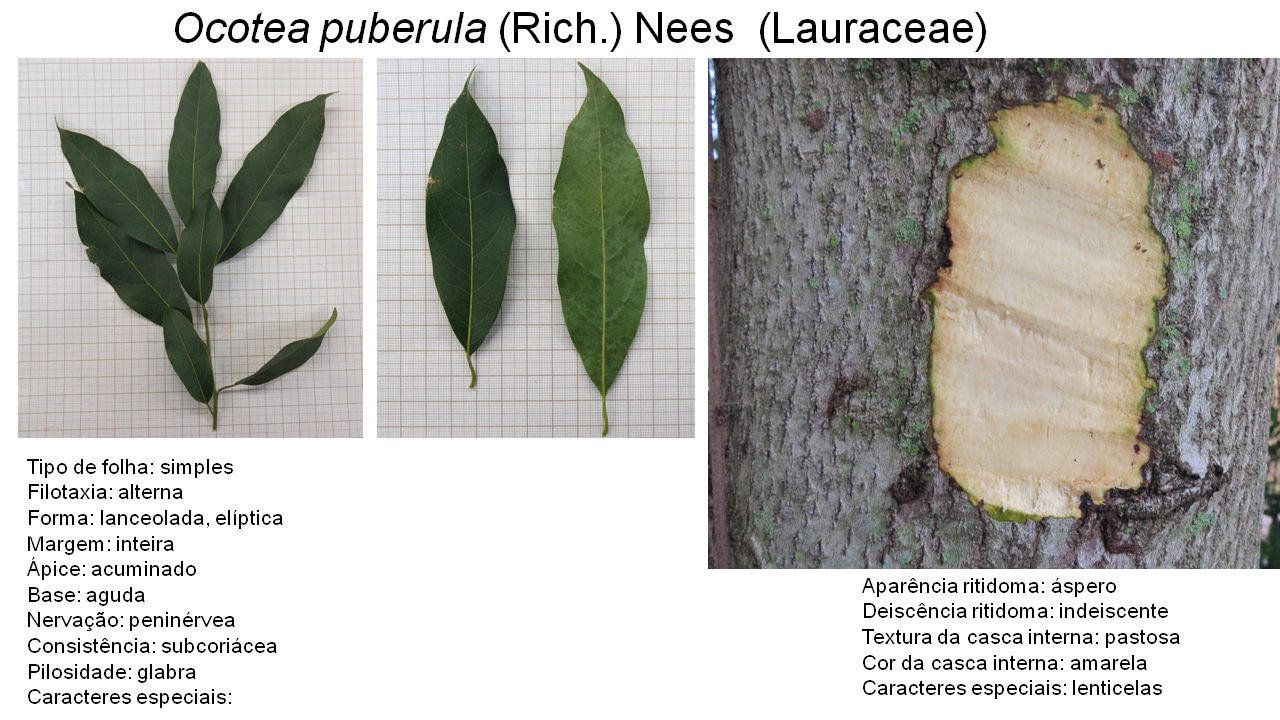 Ocotea puberula (Rich.) Nees (Lauraceae)
Tipo de folha: simples
Filotaxia: alterna
Forma: lanceolada, elíptica
Margem: inteira
Ápice: acuminado
Base: aguda
Nervação: peninérvea
Consistência: subcoriácea
Pilosidade: glabra
Caracteres especiais:
Aparência ritidoma: áspero
Deiscência ritidoma: indeiscente
Textura da casca interna: pastosa
Cor da casca interna: amarela
Caracteres especiais: lenticelas